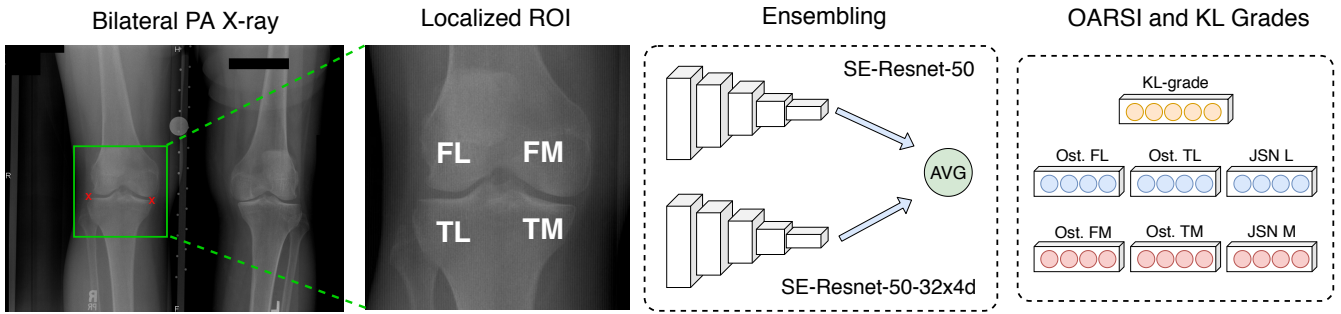 Bilateral PA X-ray
Localized ROI
Ensembling
OARSI and KL Grades
H
R
R
RR
L
F
FL FM
TL TM
SE-Resnet-50
AVG
SE-Resnet-50-32x4d
KL-grade
Ost. FL Ost. TL JSN L
Ost. FM Ost. TM JSN M